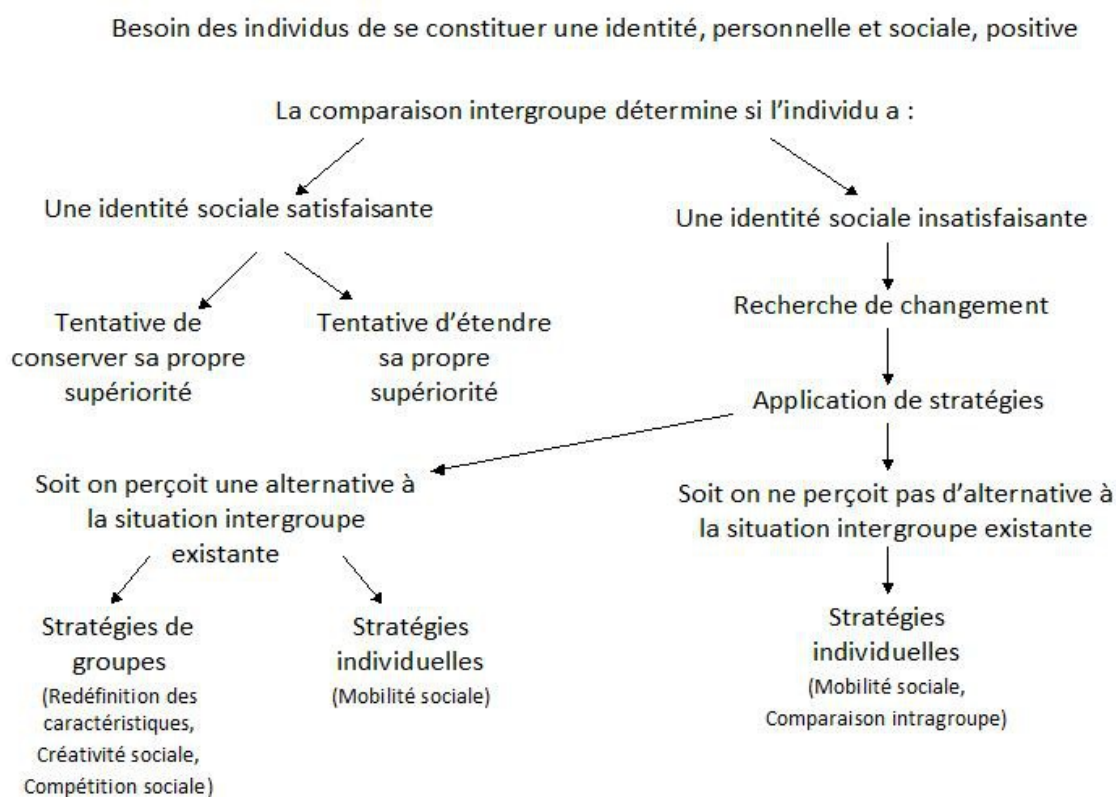 Besoin des individus de se constituer une identité, personnelle et sociale, positive
La comparaison intergroupe détermine si l'individu a :
Une identité sociale satisfaisante
Une identité sociale insatisfaisante
Tentative de
conserver sa propre
supériorité
Tentative d'étendre
sa propre
supériorité
Recherche de changement
Application de stratégies
Soit on perçoit une alternative à
la situation intergroupe
existante
Soit on ne perçoit pas d'alternative à
la situation intergroupe existante
Stratégies de
groupes
(Redéfinition des
caractéristiques,
Créativité sociale,
Compétition sociale)
Stratégies
individuelles
(Mobilité sociale)
Stratégies
individuelles
(Mobilité sociale,
Comparaison intragroupe)